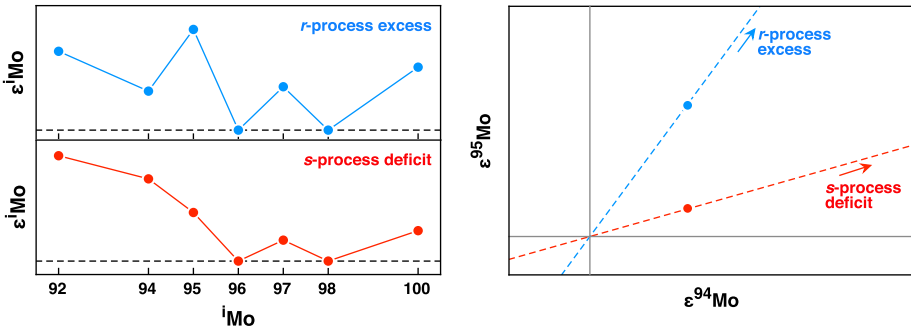 r-process excess
εⁱMo
s-process deficit
εⁱMo
92 94 95 96 97 98 100
ⁱMo
r-process
excess
ε⁹⁵Mo
s-process
deficit
ε⁹⁴Mo